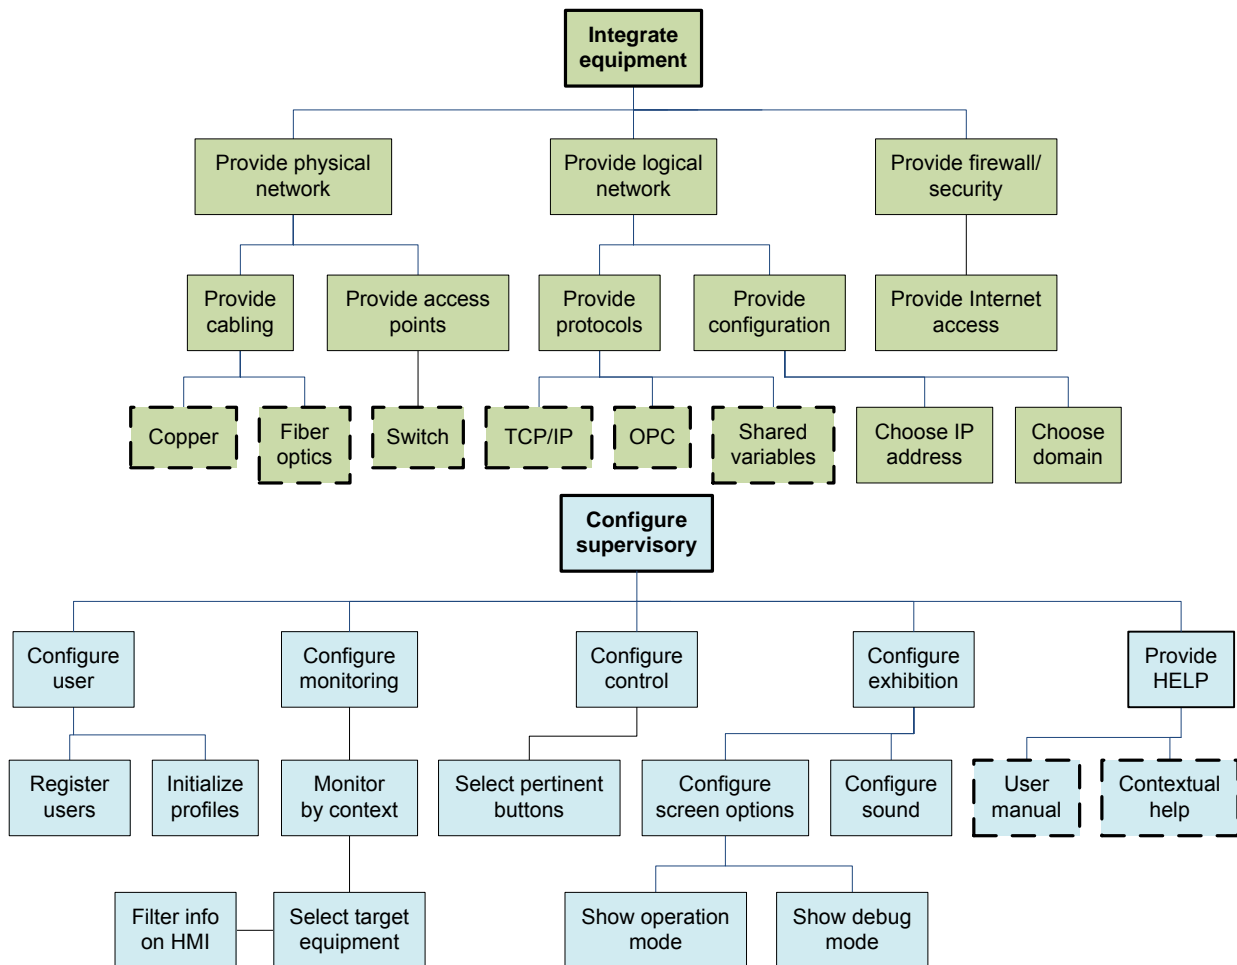 Integrate
equipment
Provide physical
network
Provide logical
network
Provide firewall/
security
Provide
cabling
Provide access
points
Provide
protocols
Provide
configuration
Provide Internet
access
Copper
Fiber
optics
Switch
TCP/IP
OPC
Shared
variables
Choose IP
address
Choose
domain
Configure
supervisory
Configure
user
Configure
monitoring
Configure
control
Configure
exhibition
Provide
HELP
Register
users
Initialize
profiles
Monitor
by context
Select pertinent
buttons
Configure
screen options
Configure
sound
User
manual
Contextual
help
Filter info
on HMI
Select target
equipment
Show operation
mode
Show debug
mode